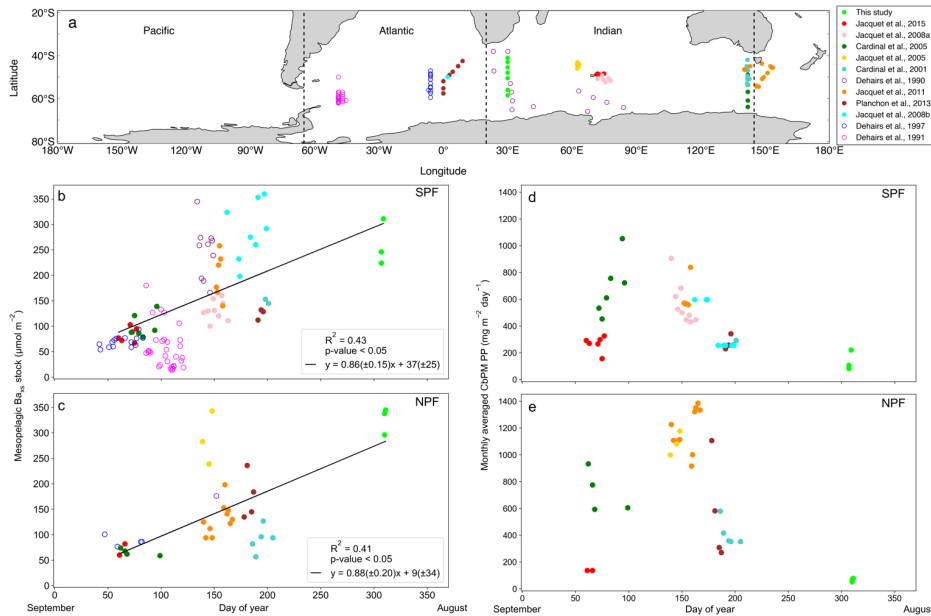 a
Pacific
Atlantic
Indian
20°S
40°S
60°S
80°S
Latitude
180°W
150°W
120°W
90°W
60°W
30°W
0°
30°E
60°E
90°E
120°E
150°E
180°E
Longitude
This study
Jacquet et al., 2015
Jacquet et al., 2008a
Cardinal et al., 2005
Jacquet et al., 2005
Cardinal et al., 2001
Dehairs et al., 1990
Jacquet et al., 2011
Planchon et al., 2013
Jacquet et al., 2008b
Dehairs et al., 1997
Dehairs et al., 1991
b
SPF
350
300
250
200
150
100
50
0
R² = 0.43
p-value < 0.05
y = 0.86(±0.15)x + 37(±25)
Mesopelagic Baxs stock (μmol m⁻²)
c
NPF
350
300
250
200
150
100
50
0
R² = 0.41
p-value < 0.05
y = 0.88(±0.20)x + 9(±34)
0
50
100
150
200
250
300
350
September
Day of year
August
d
SPF
1400
1200
1000
800
600
400
200
0
Monthly averaged CbPM PP (mg m⁻² day⁻¹)
e
NPF
1400
1200
1000
800
600
400
200
0
0
50
100
150
200
250
300
350
September
Day of year
August